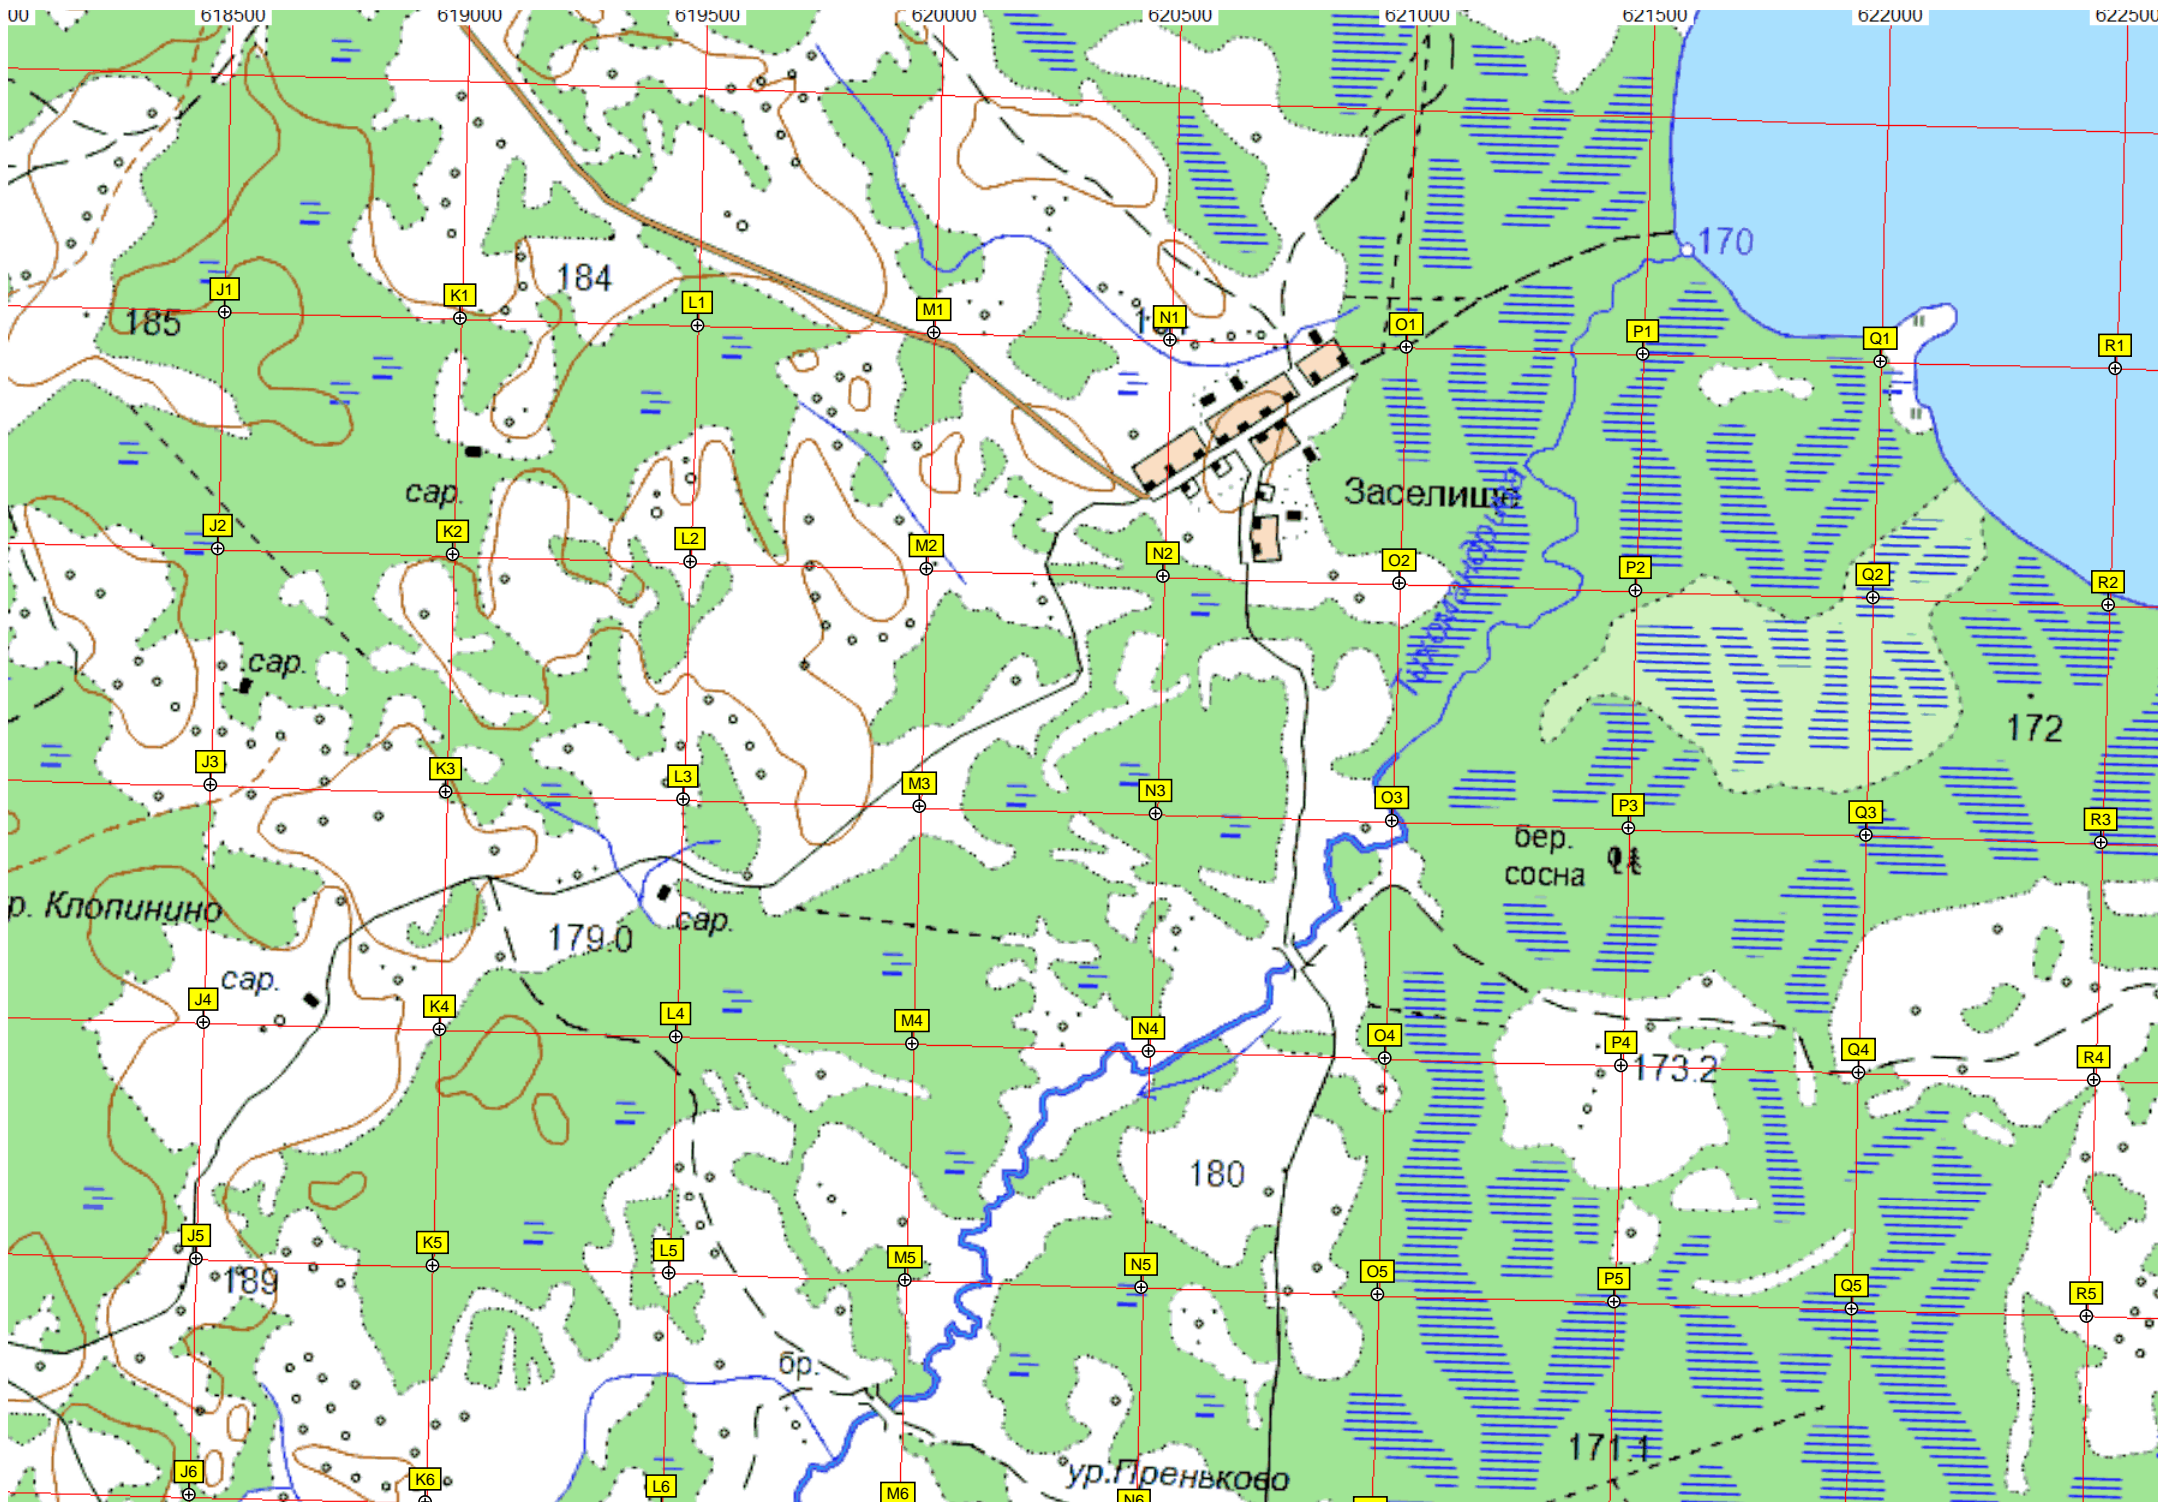 00 618500 619000 619500 620000 620500 621000 621500 622000 622500
170
184
J1 K1 L1 M1 N1 O1 P1 Q1 R1
185
сар.
Заселище
J2 K2 L2 M2 N2 O2 P2 Q2 R2
сар.
172
J3 K3 L3 M3 N3 O3 P3 Q3 R3
бер.
сосна
р. Клопинино
сар.
179.0
сар.
J4 K4 L4 M4 N4 O4 P4 Q4 R4
173.2
180
J5 K5 L5 M5 N5 O5 P5 Q5 R5
189
бр.
171.1
ур.Преньково
J6 K6 L6 M6 N6